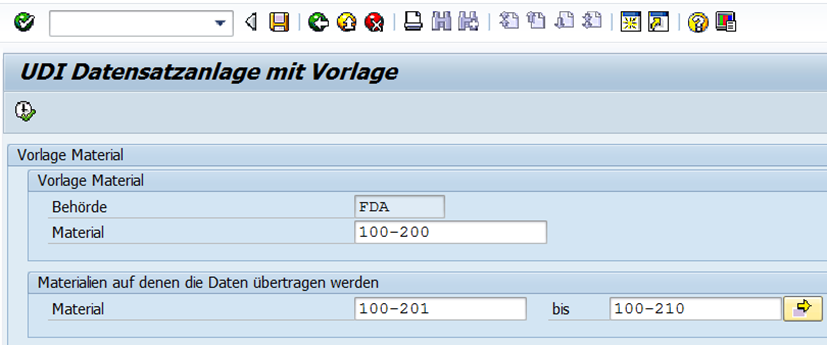 UDI Datensatzanlage mit Vorlage
Vorlage Material
Vorlage Material
Behörde FDA
Material 100-200
Materialien auf denen die Daten übertragen werden
Material 100-201 bis 100-210